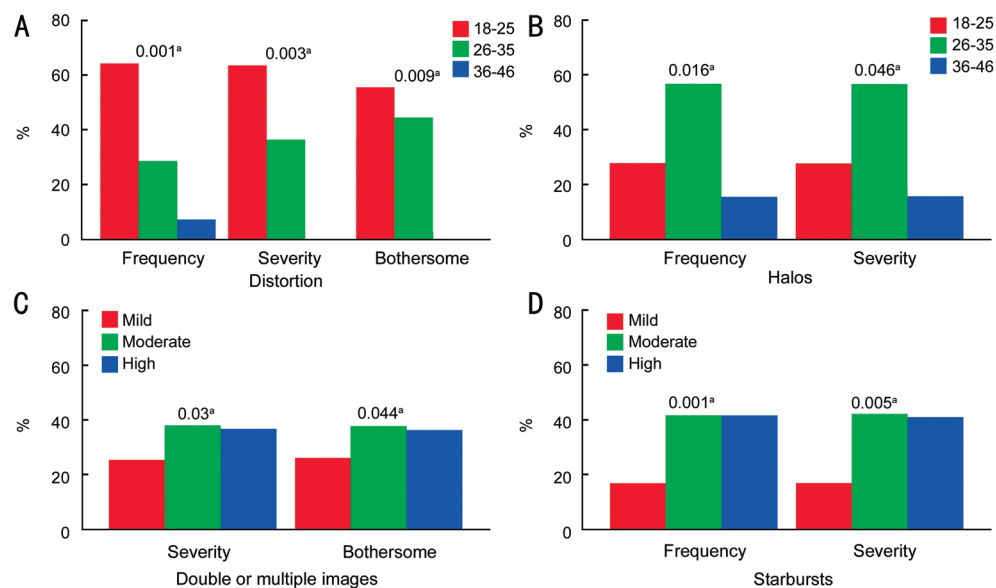 A
80
60
40
20
0
%
0.001ᵃ
0.003ᵃ
0.009ᵃ
18-25
26-35
36-46
Frequency Severity Bothersome
Distortion
B
80
60
40
20
0
%
0.016ᵃ
0.046ᵃ
18-25
26-35
36-46
Frequency Severity
Halos
C
80
60
40
20
0
%
Mild
Moderate
High
0.03ᵃ
0.044ᵃ
Severity Bothersome
Double or multiple images
D
80
60
40
20
0
%
Mild
Moderate
High
0.001ᵃ
0.005ᵃ
Frequency Severity
Starbursts